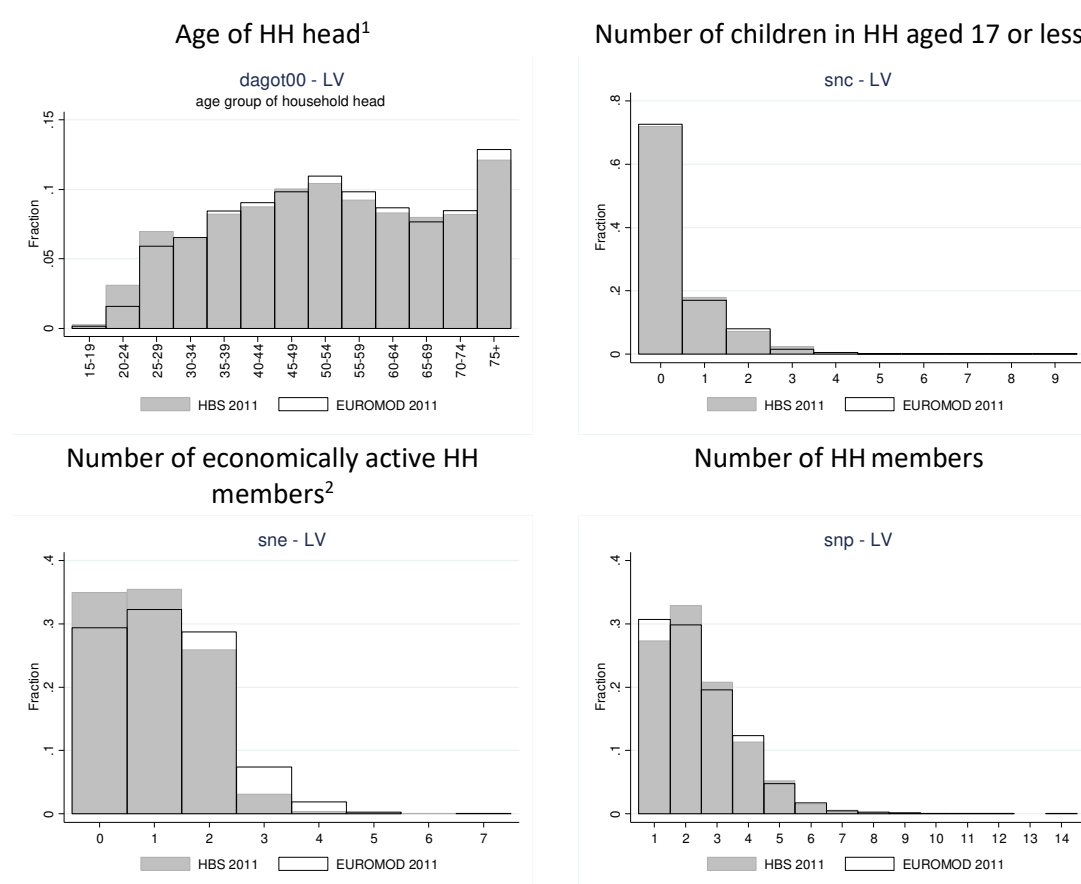 Age of HH head¹
dagot00 - LV
age group of household head
.15
.1
.05
0
Fraction
15-19
20-24
25-29
30-34
35-39
40-44
45-49
50-54
55-59
60-64
65-69
70-74
75+
HBS 2011 EUROMOD 2011
Number of children in HH aged 17 or less
snc - LV
.8
.6
.4
.2
0
Fraction
0 1 2 3 4 5 6 7 8 9
HBS 2011 EUROMOD 2011
Number of economically active HH
members²
sne - LV
.4
.3
.2
.1
0
Fraction
0 1 2 3 4 5 6 7
HBS 2011 EUROMOD 2011
Number of HH members
snp - LV
.4
.3
.2
.1
0
Fraction
1 2 3 4 5 6 7 8 9 10 11 12 13 14
HBS 2011 EUROMOD 2011